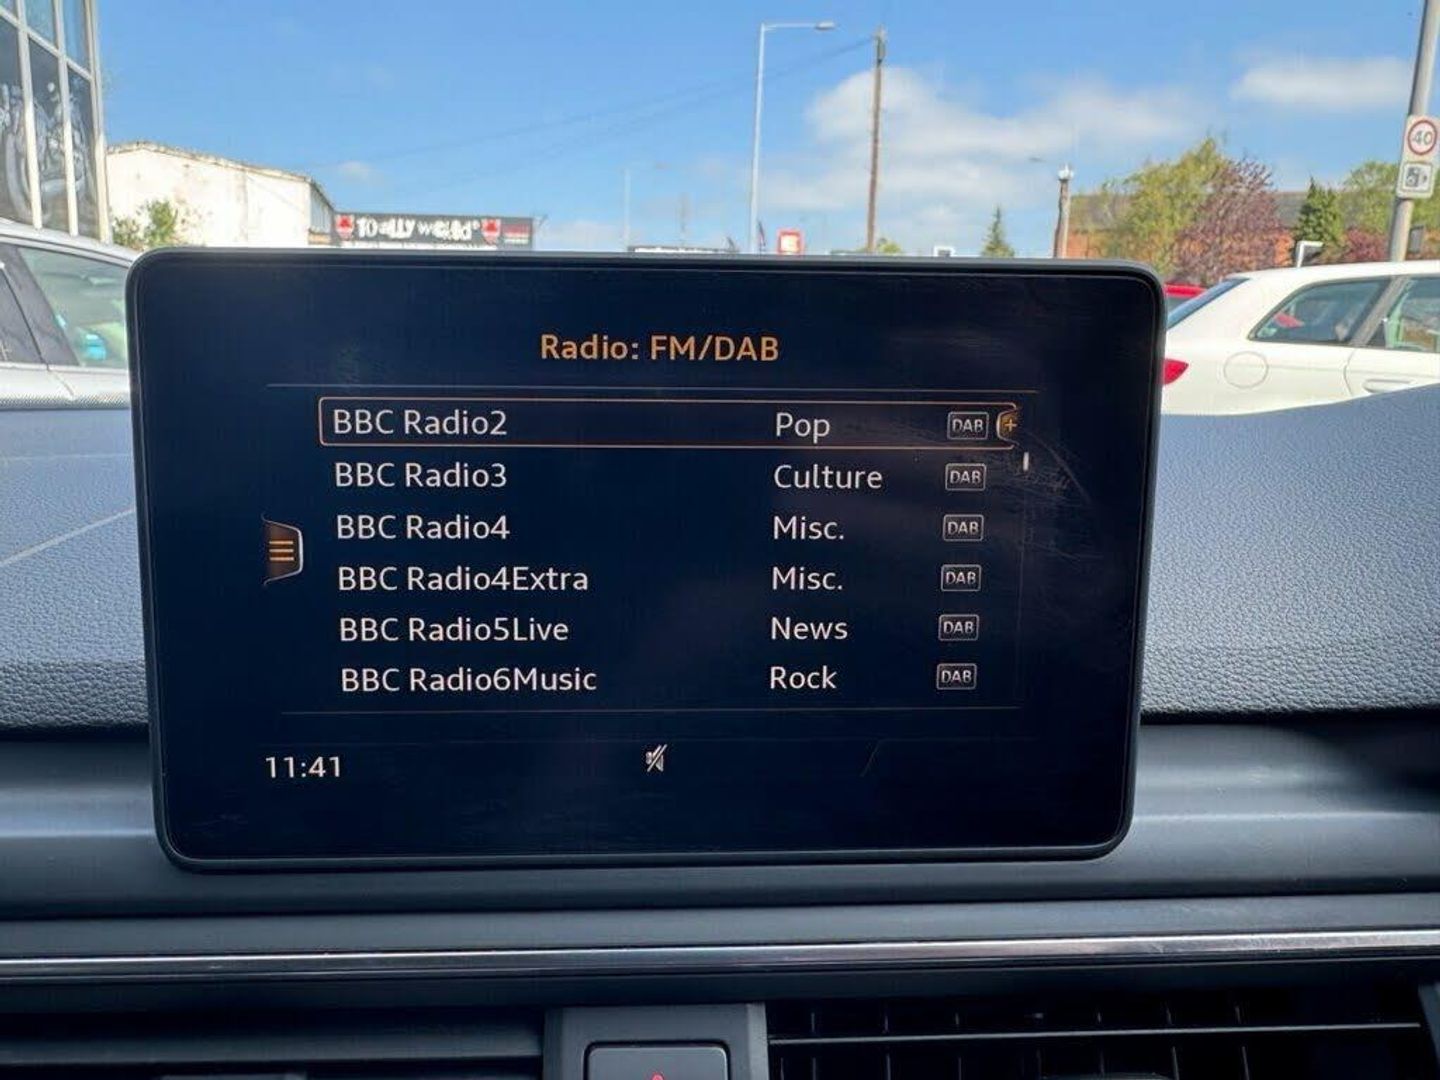 40
Radio: FM/DAB
BBC Radio2 Pop DAB
BBC Radio3 Culture DAB
BBC Radio4 Misc. DAB
BBC Radio4Extra Misc. DAB
BBC Radio5Live News DAB
BBC Radio6Music Rock DAB
11:41